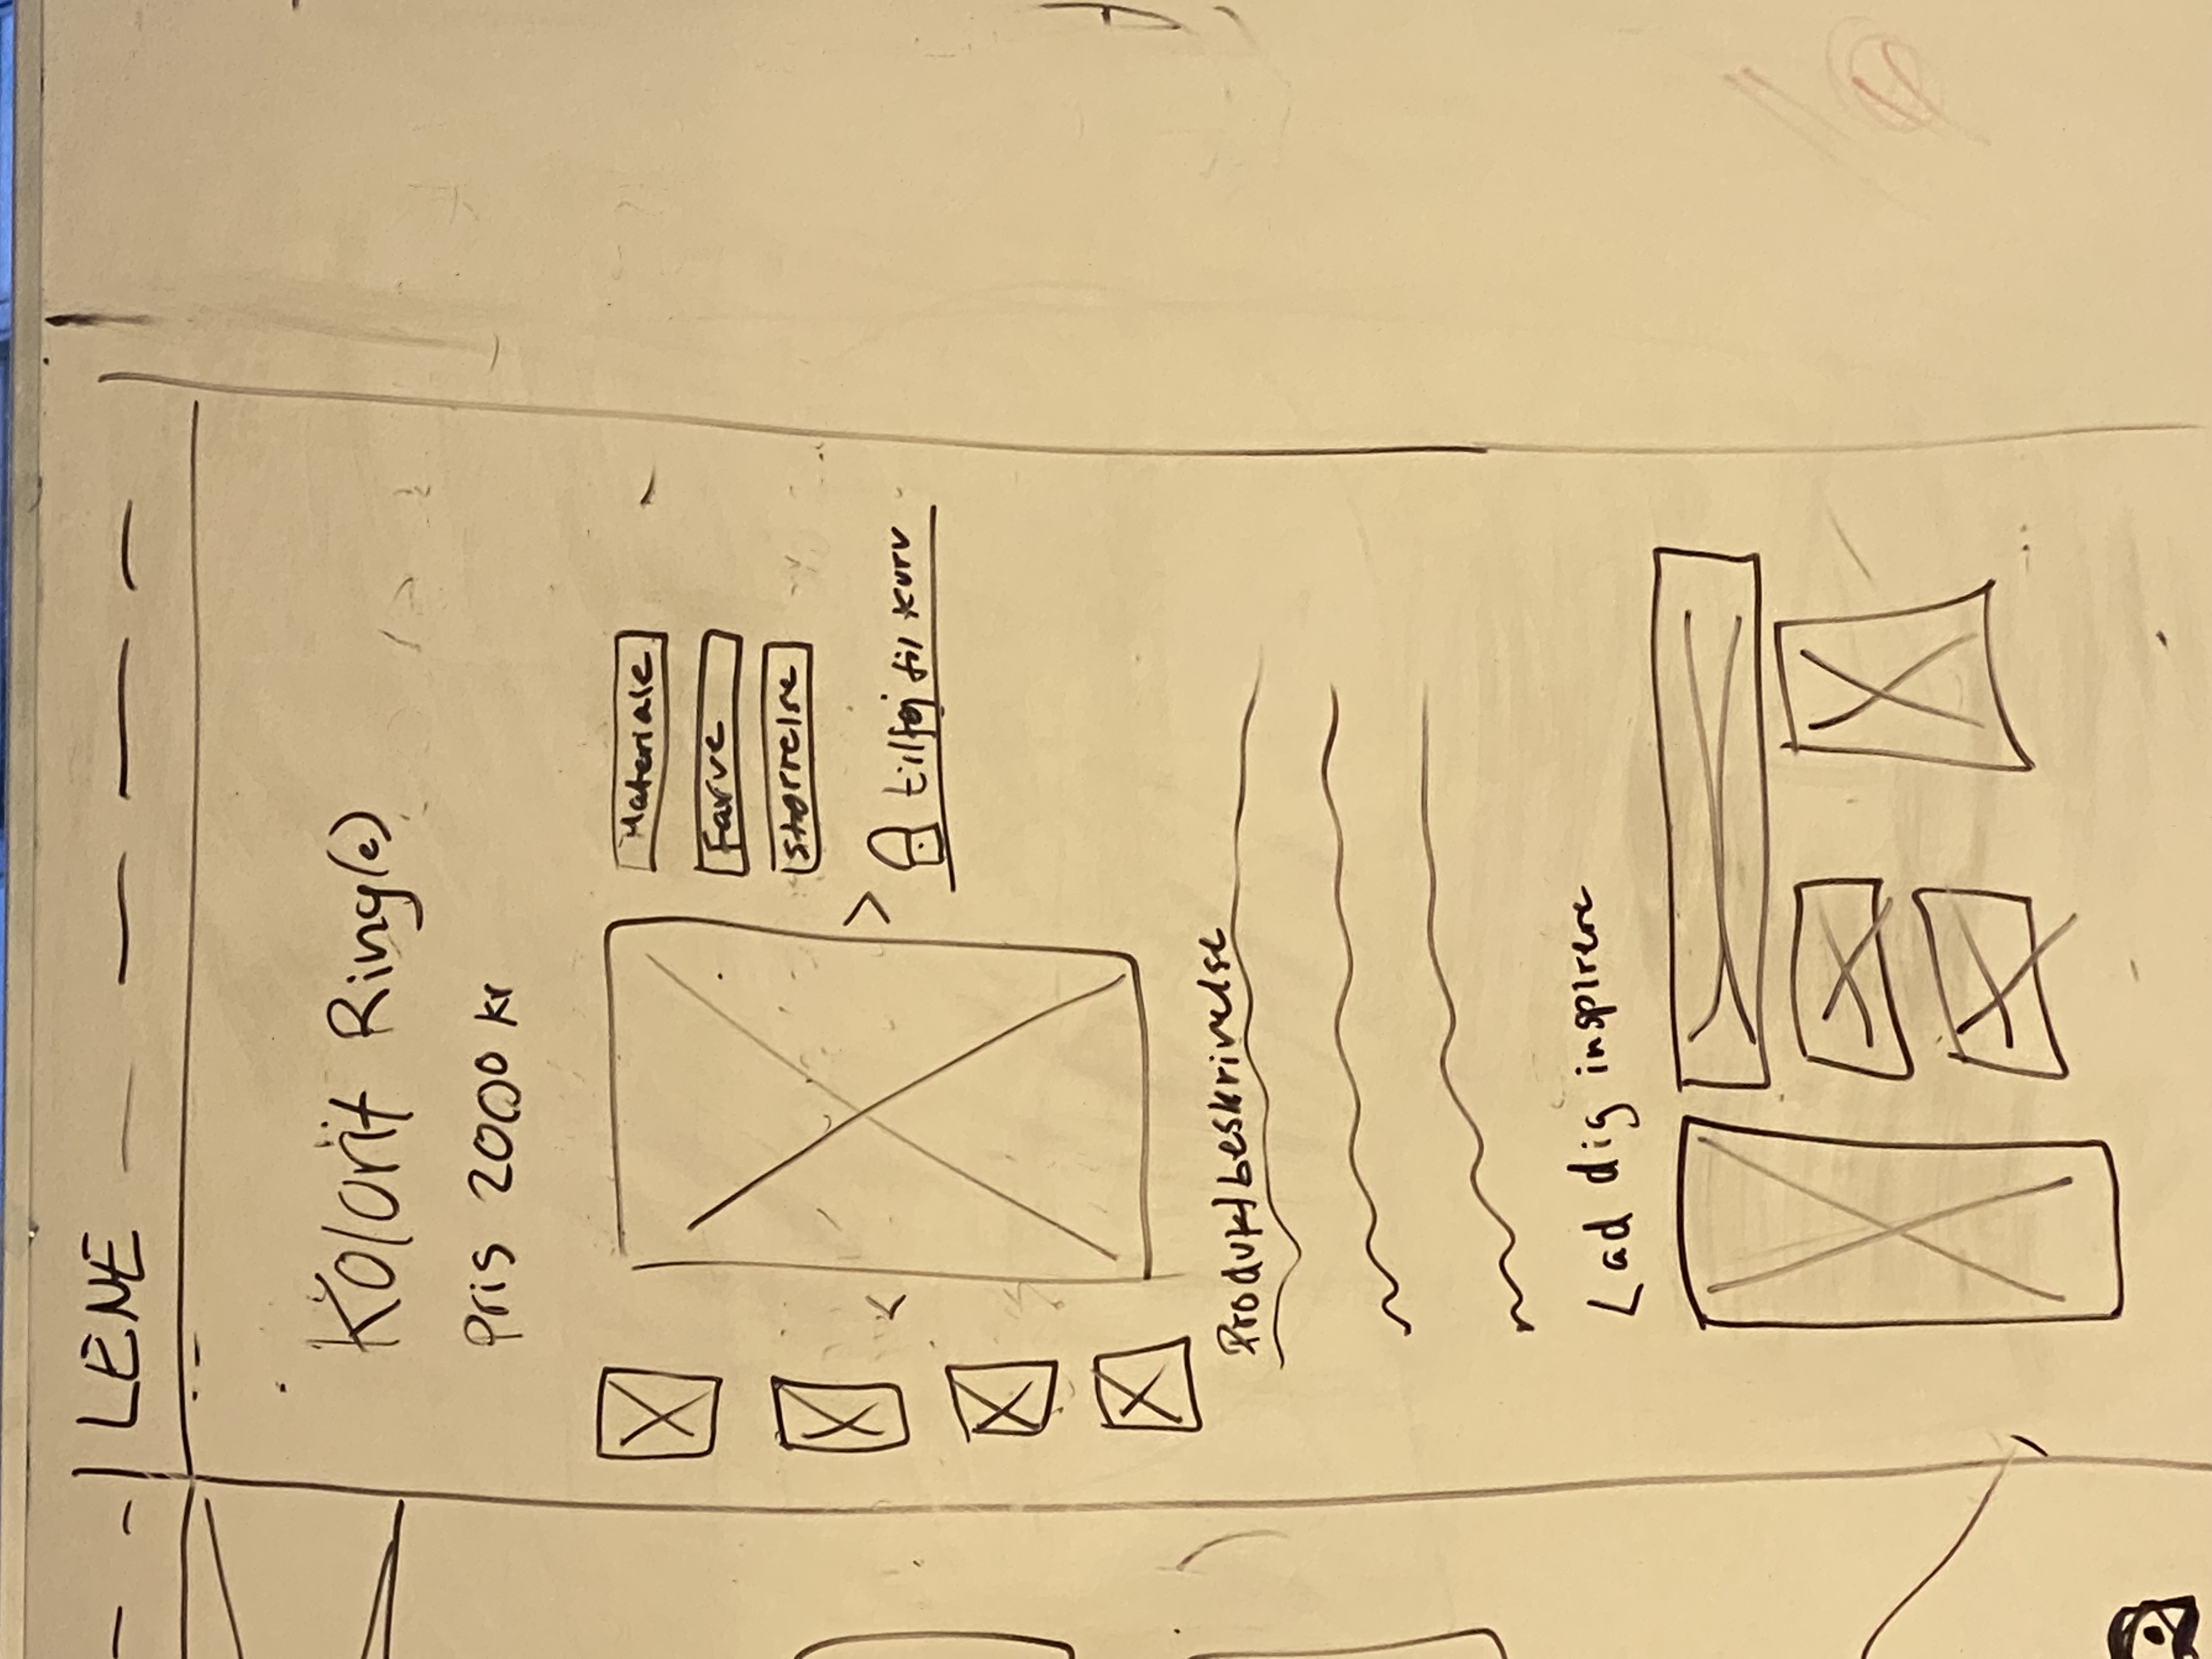 LENE
Kolorit Ring(e)
Pris 2000 kr
Materiale
Farve
størrelse
tilføj til kurv
Produktbeskrivelse
Lad dig inspirere